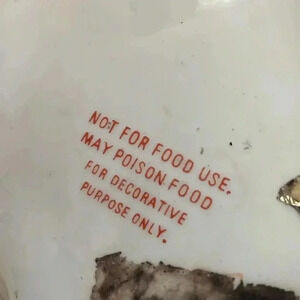 NOT FOR FOOD USE.
MAY POISON FOOD
FOR DECORATIVE
PURPOSE ONLY.